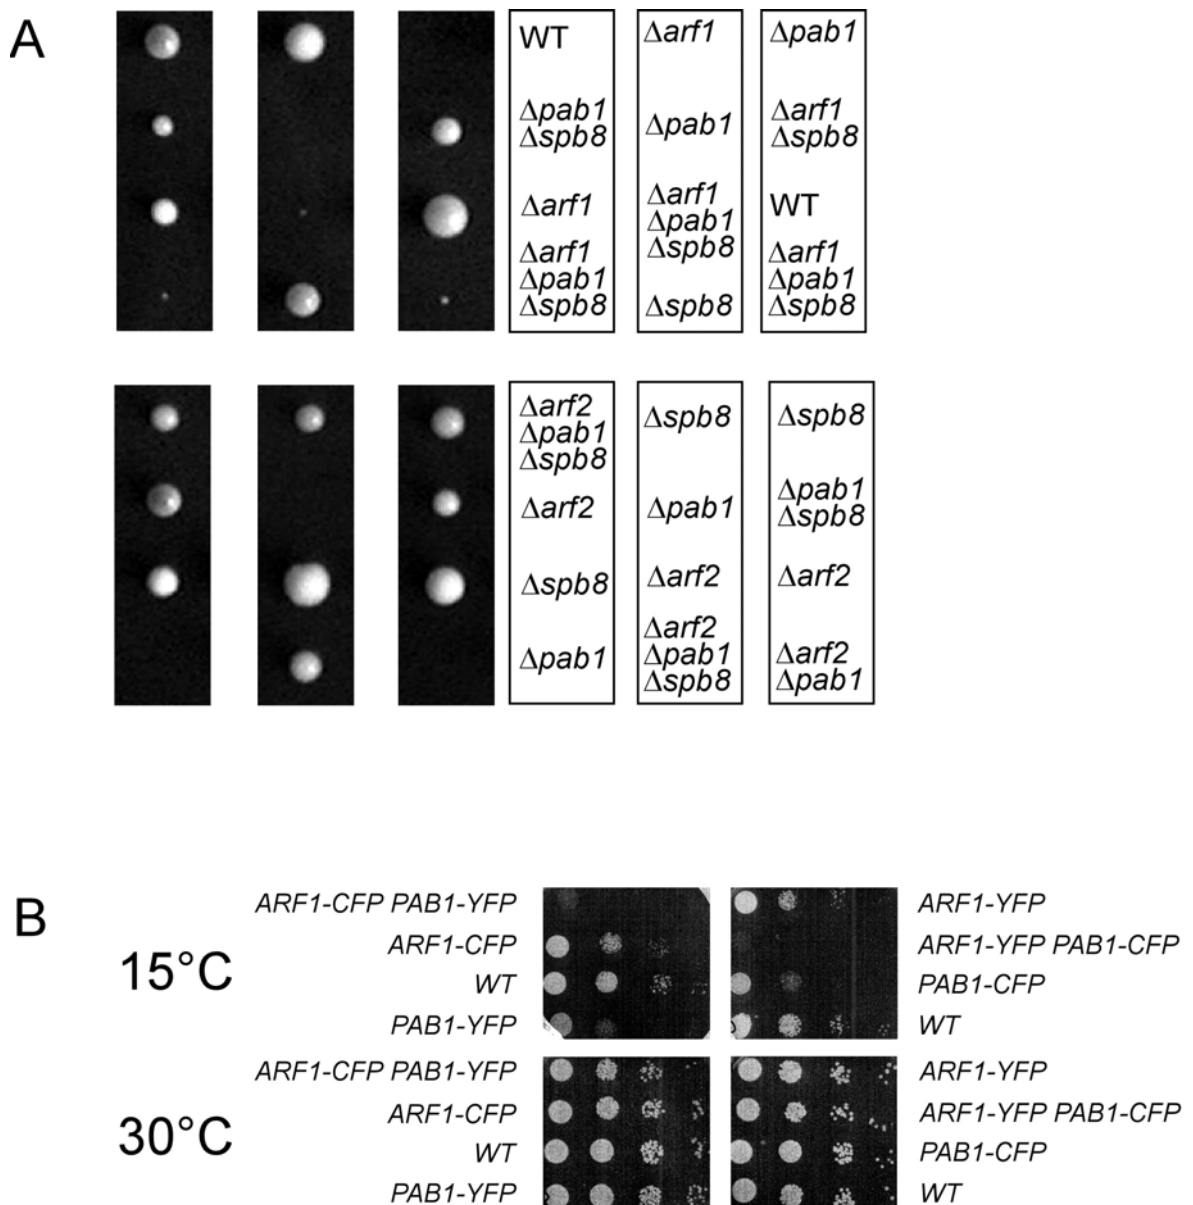 A
WT
Δpab1
Δspb8
Δarf1
Δarf1
Δpab1
Δspb8
Δarf1
Δpab1
Δarf1
Δpab1
Δspb8
Δspb8
Δpab1
Δarf1
Δspb8
WT
Δarf1
Δpab1
Δspb8
Δarf2
Δpab1
Δspb8
Δarf2
Δspb8
Δpab1
Δspb8
Δpab1
Δarf2
Δarf2
Δpab1
Δspb8
Δspb8
Δpab1
Δspb8
Δarf2
Δarf2
Δpab1
B
15°C
ARF1-CFP PAB1-YFP
ARF1-CFP
WT
PAB1-YFP
ARF1-YFP
ARF1-YFP PAB1-CFP
PAB1-CFP
WT
30°C
ARF1-CFP PAB1-YFP
ARF1-CFP
WT
PAB1-YFP
ARF1-YFP
ARF1-YFP PAB1-CFP
PAB1-CFP
WT